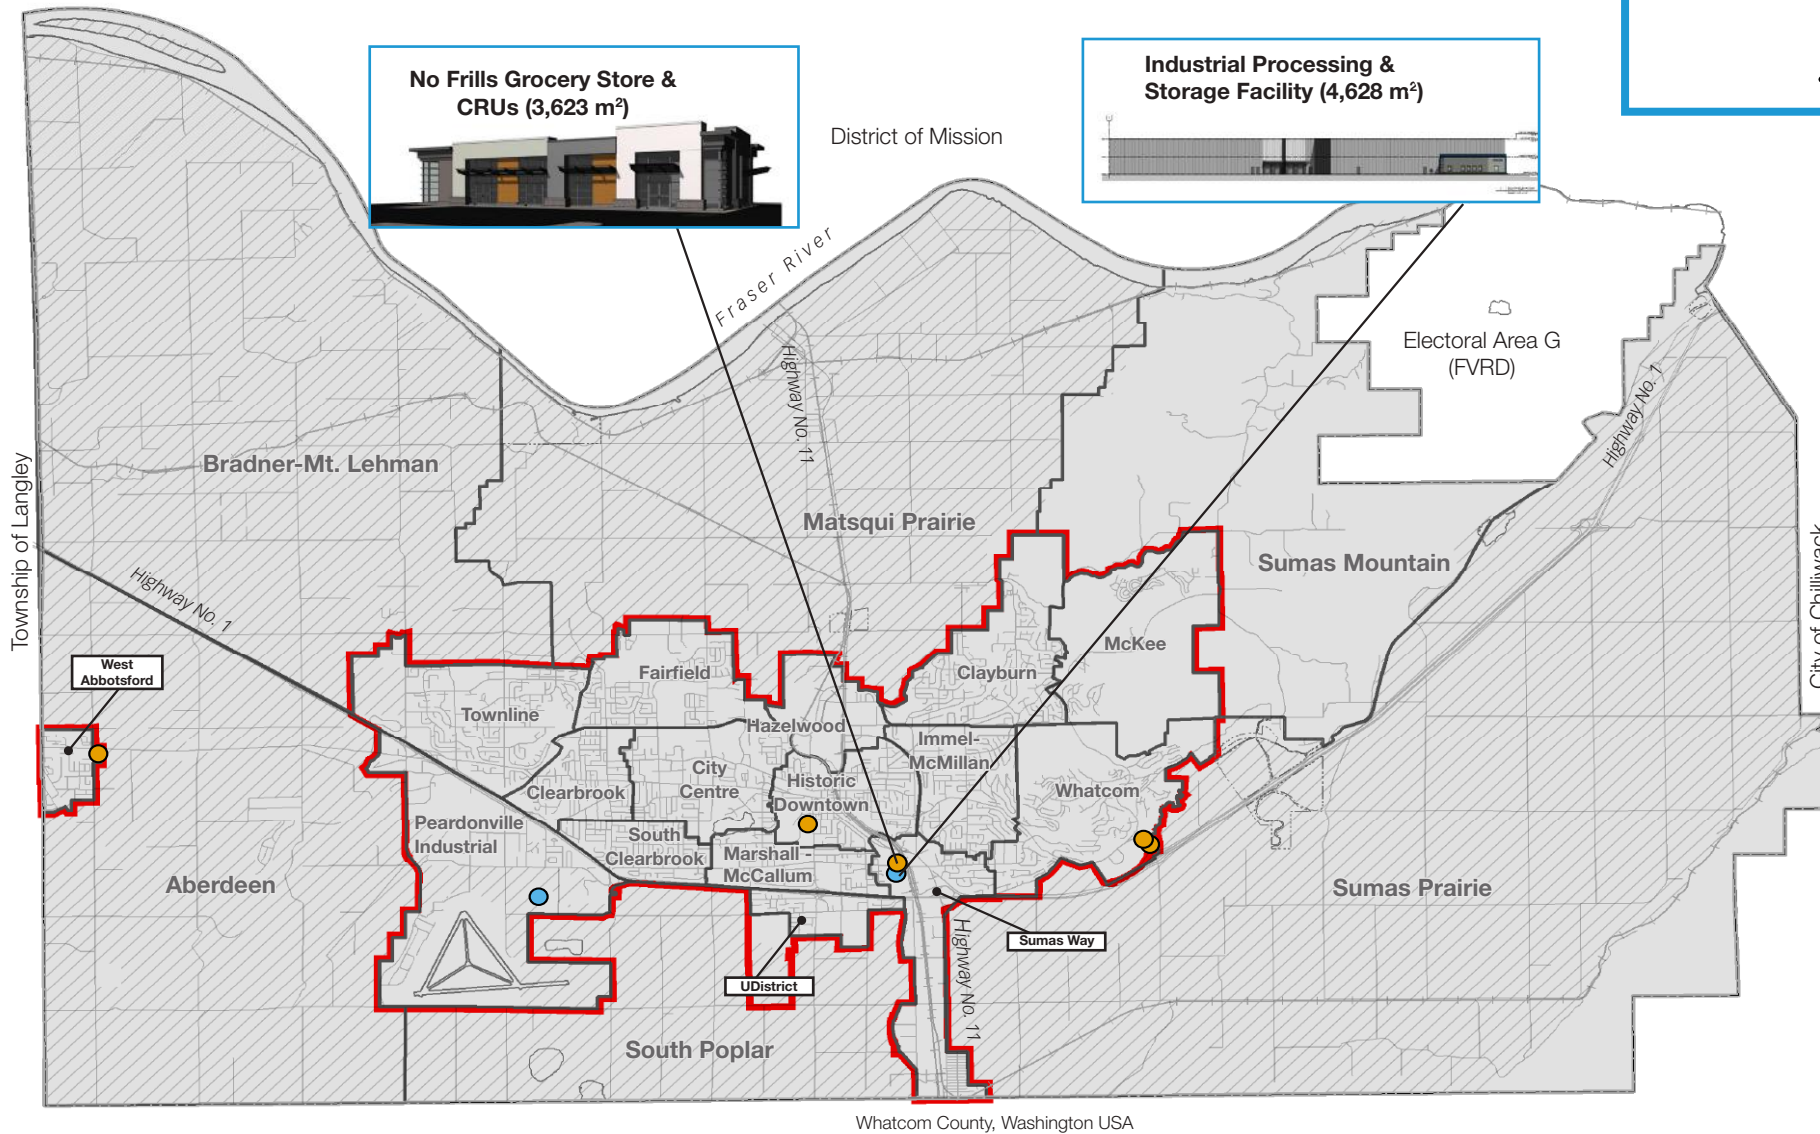 No Frills Grocery Store &
CRUs (3,623 m²)
Industrial Processing &
Storage Facility (4,628 m²)
District of Mission
Fraser River
Highway No. 11
Electoral Area G
(FVRD)
Highway No. 1
Township of Langley
Bradner-Mt. Lehman
Matsqui Prairie
Sumas Mountain
City of Chilliwack
Highway No. 1
West
Abbotsford
Fairfield
Clayburn
McKee
Townline
Hazelwood
Immel-
McMillan
City
Centre
Historic
Downtown
Clearbrook
Whatcom
Peardonville
Industrial
South
Clearbrook
Marshall -
McCallum
Aberdeen
Sumas Prairie
Sumas Way
UDistrict
Highway No. 11
South Poplar
Whatcom County, Washington USA